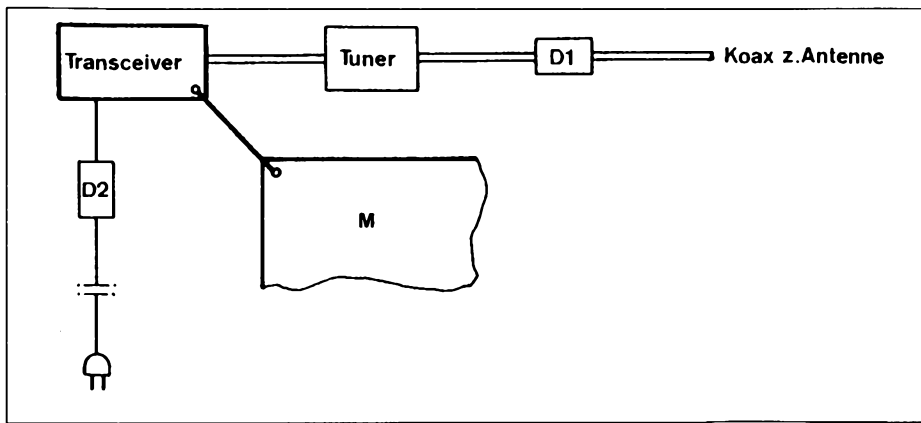 Transceiver
Tuner
D1
Koax z.Antenne
D2
M